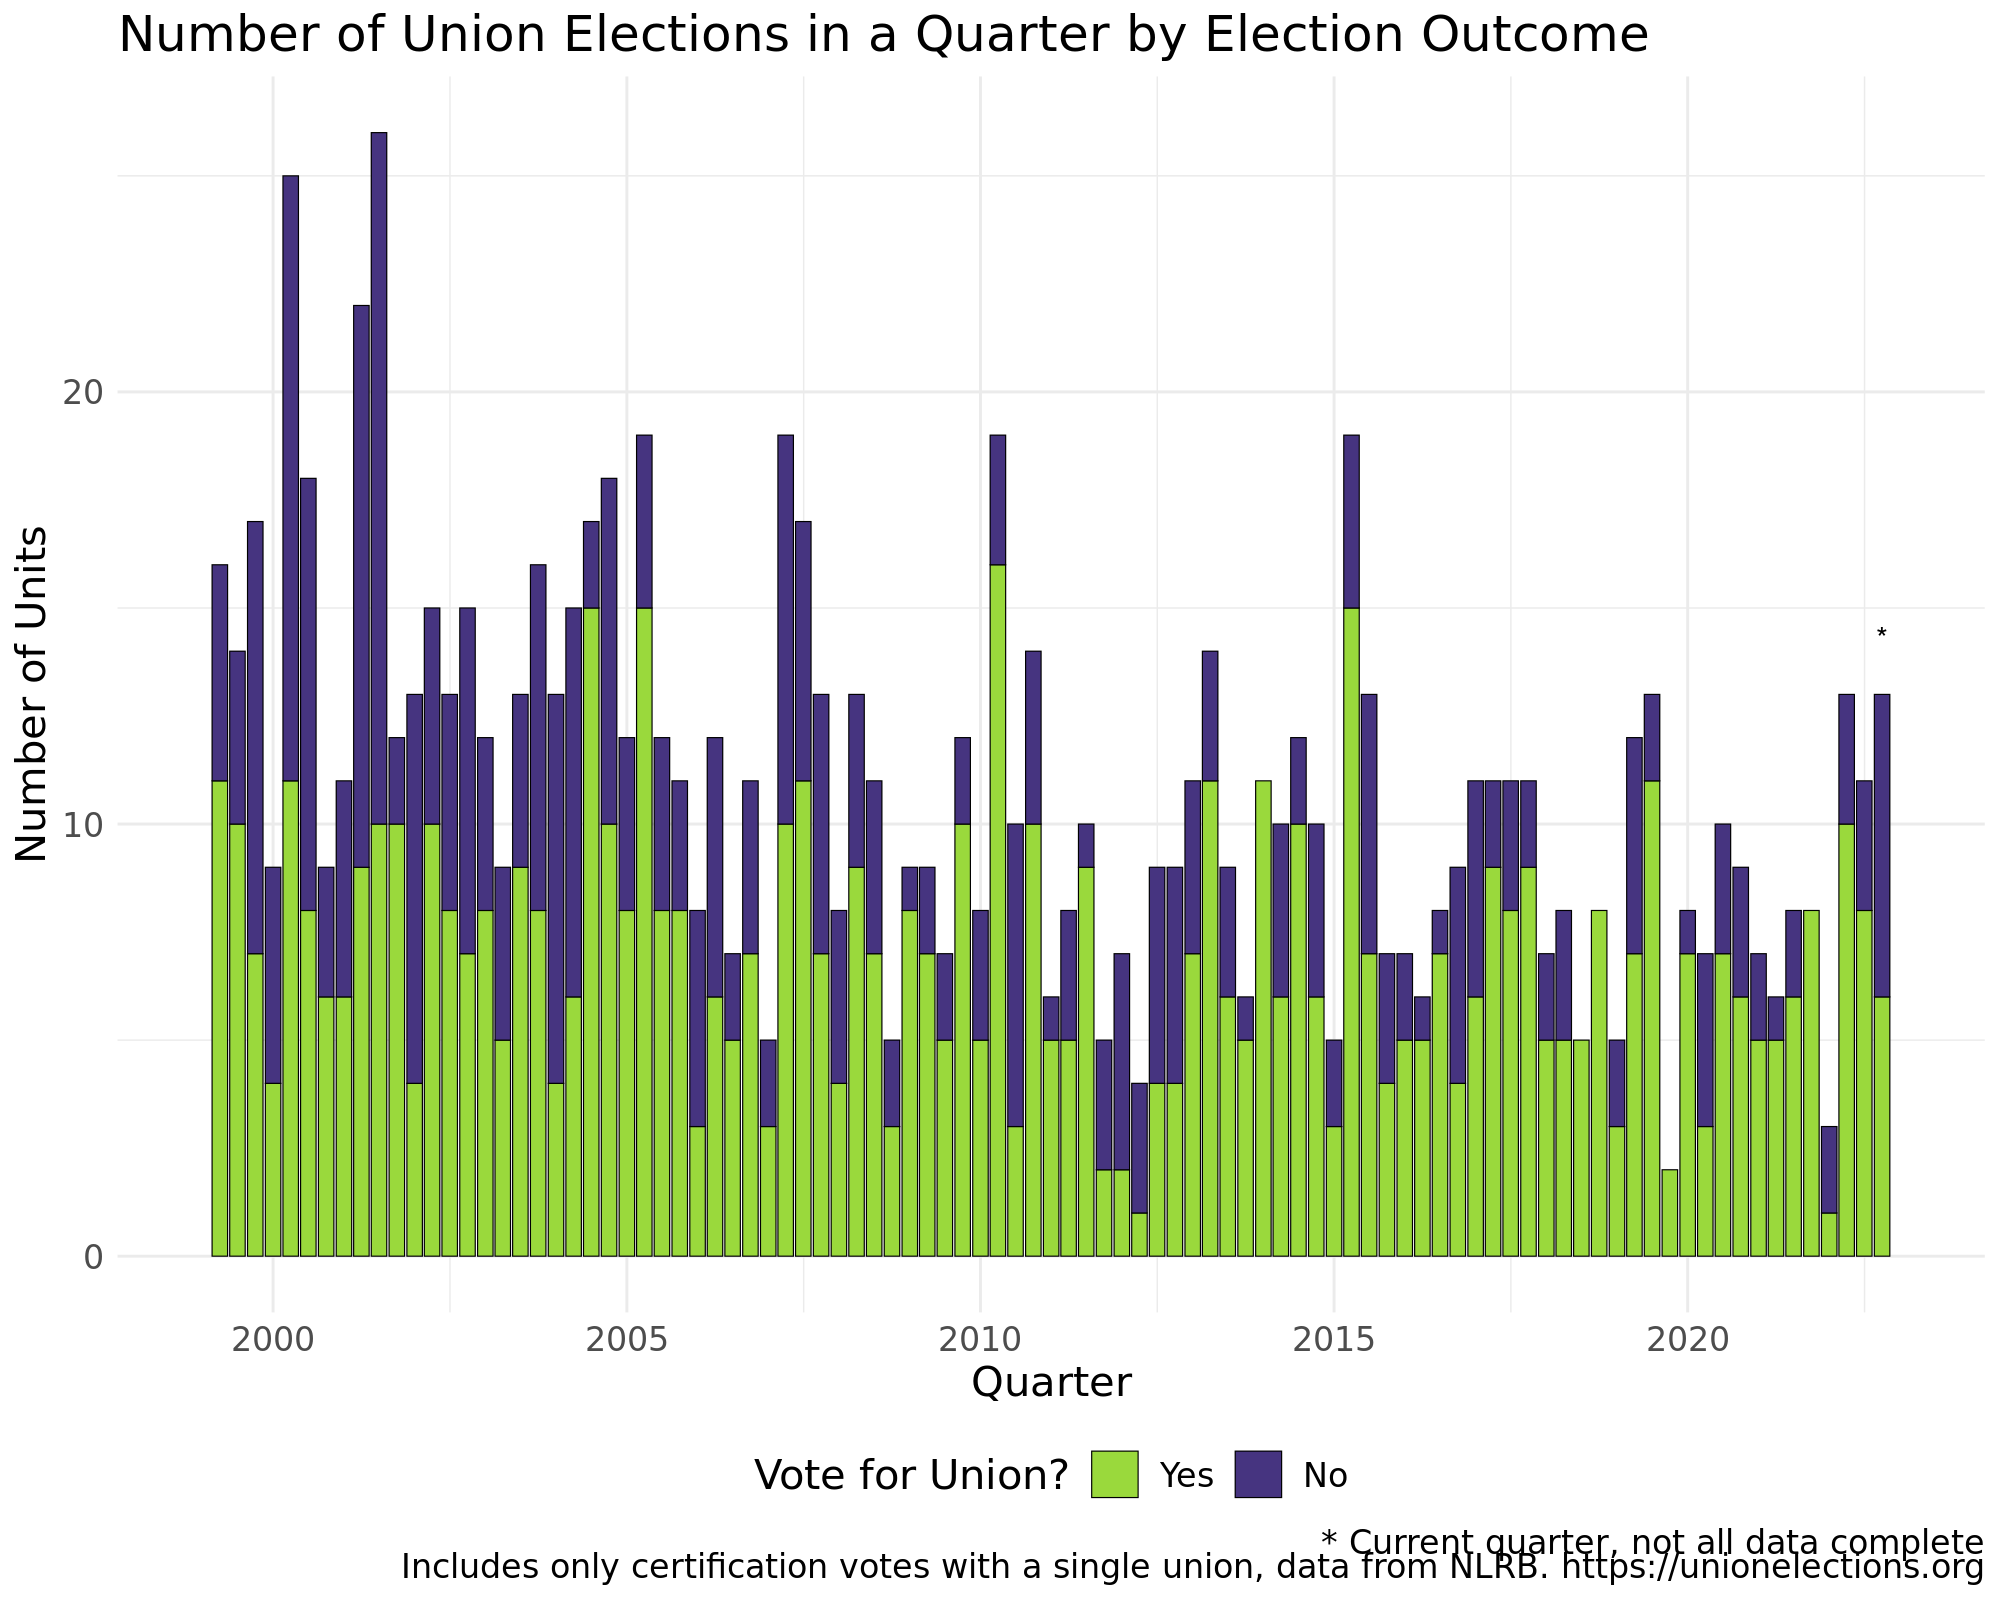 Number of Union Elections in a Quarter by Election Outcome
Number of Units
20
10
0
*
2000 2005 2010 2015 2020
Quarter
Vote for Union? Yes No
* Current quarter, not all data complete
Includes only certification votes with a single union, data from NLRB. https://unionelections.org